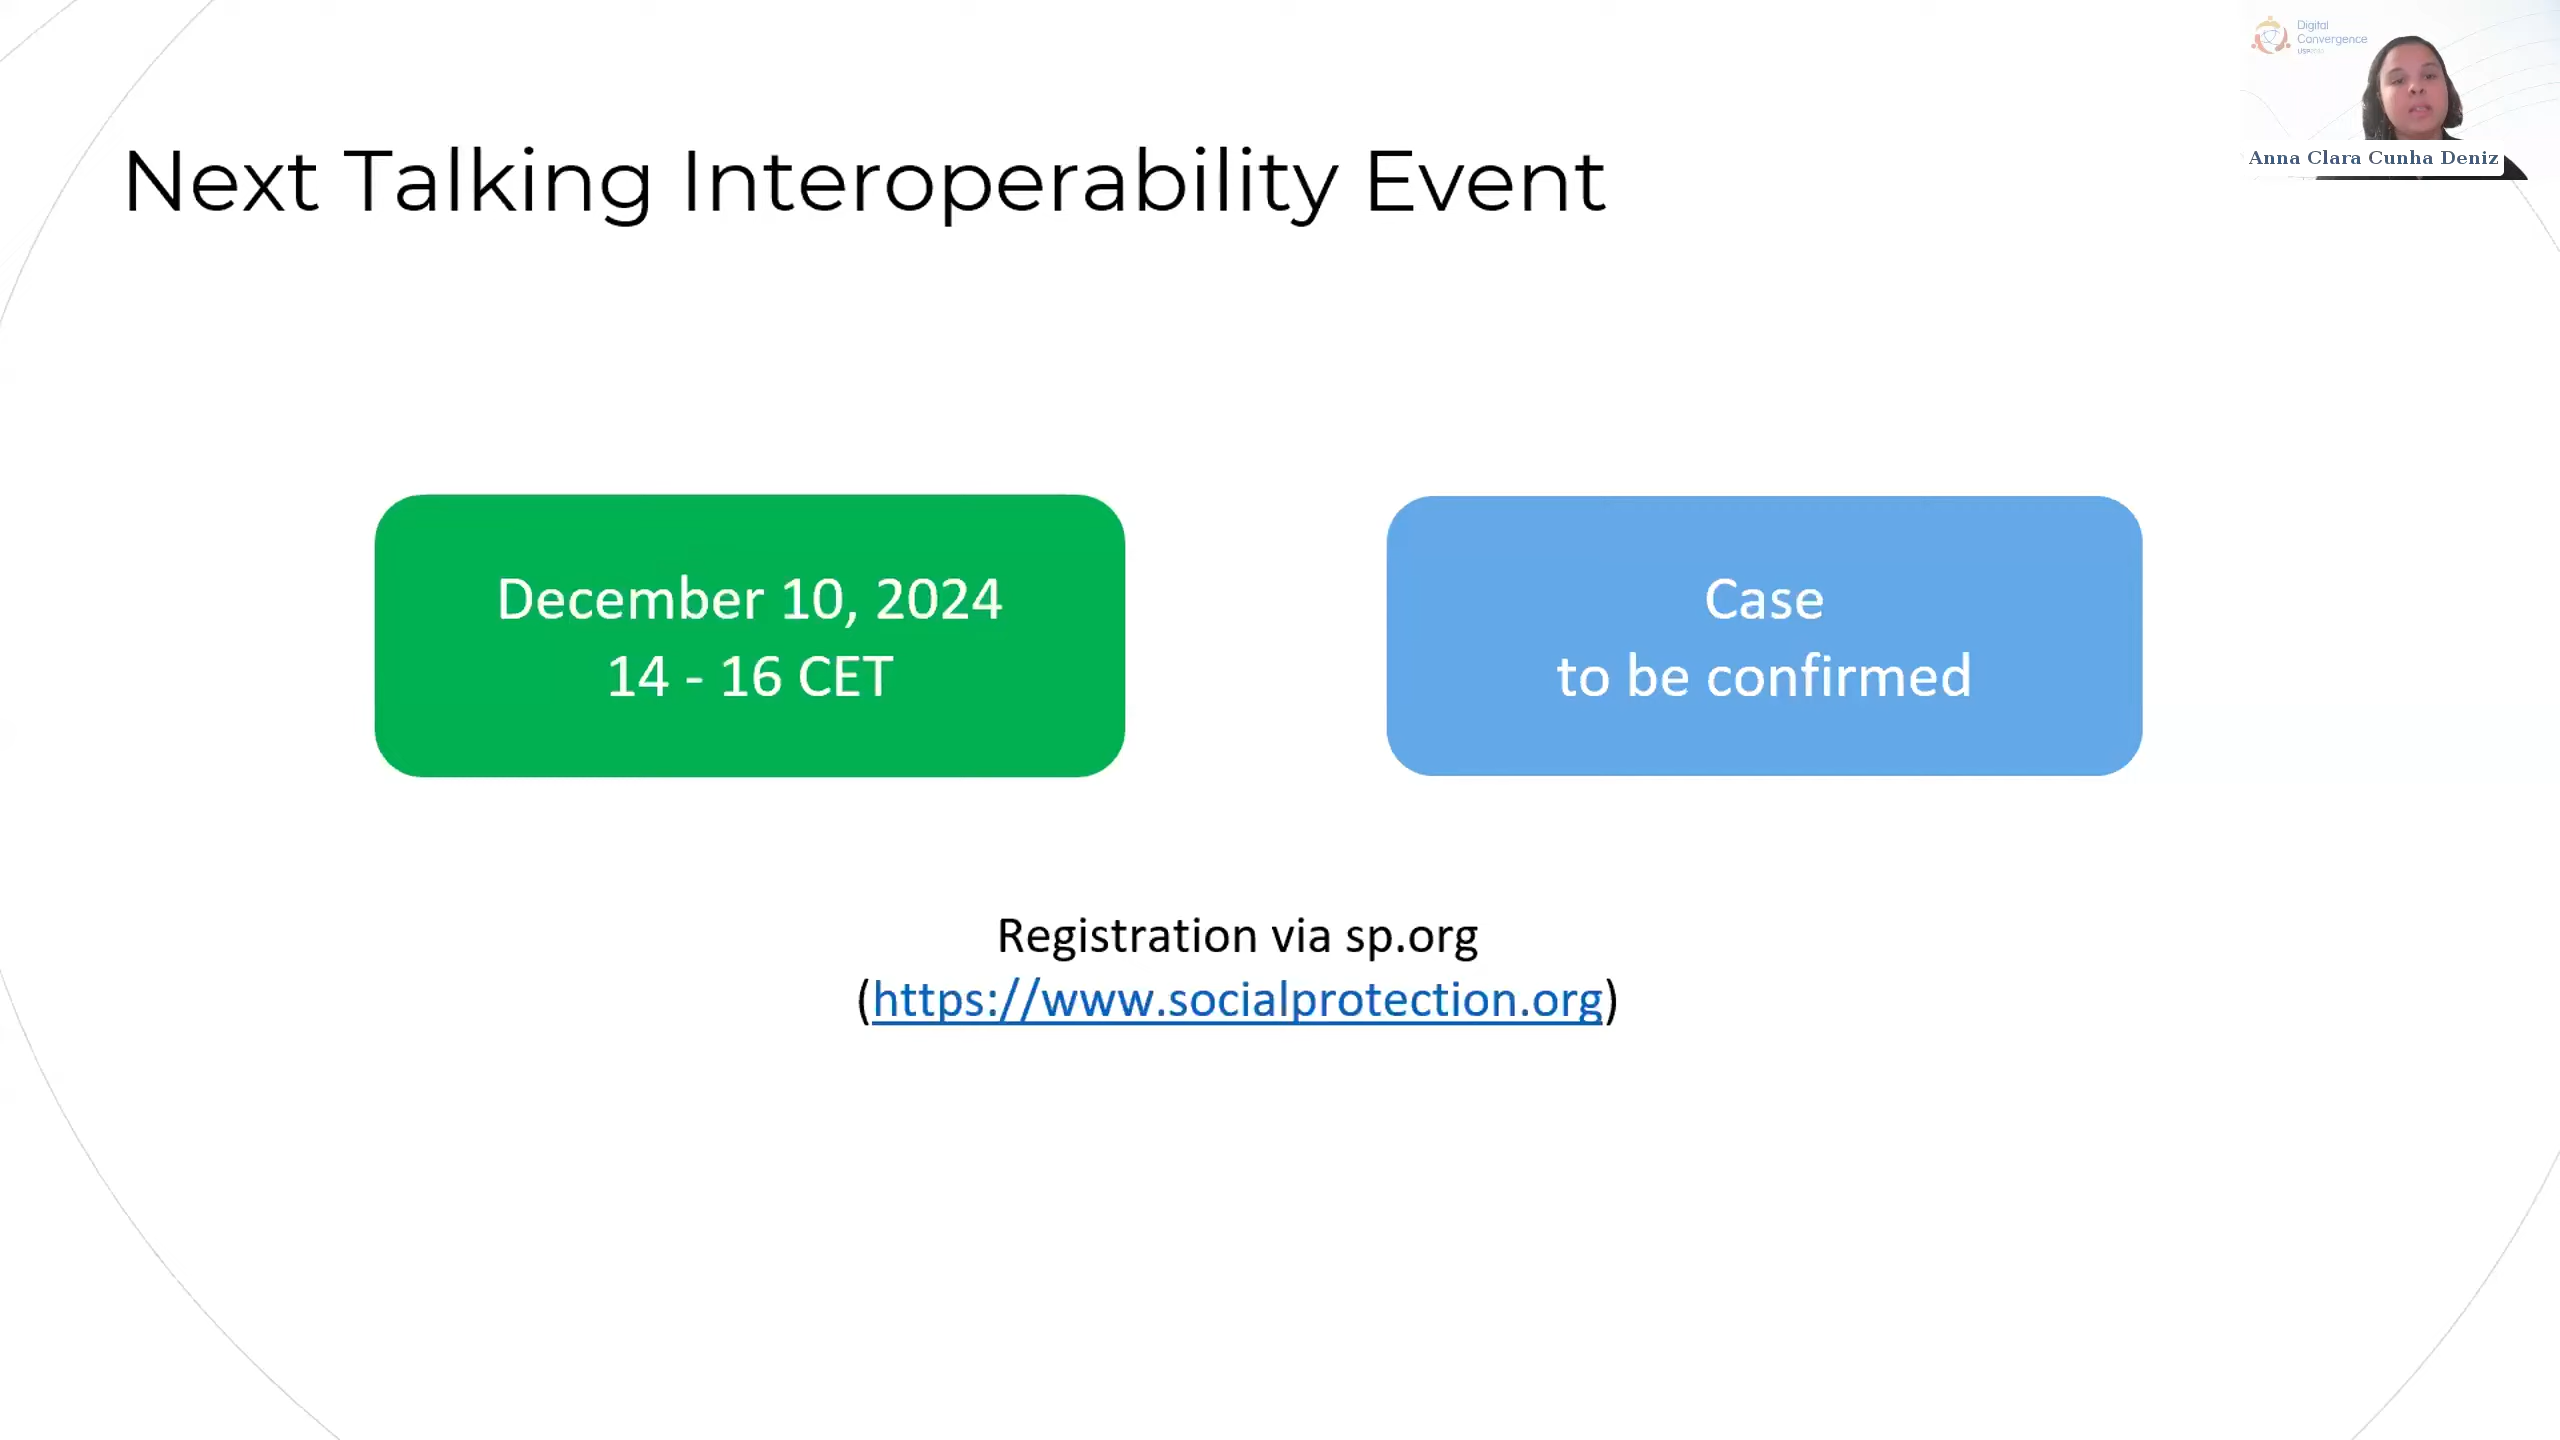 Digital
Convergence
Anna Clara Cunha Deniz
Next Talking Interoperability Event
December 10, 2024
14 - 16 CET
Case
to be confirmed
Registration via sp.org
(https://www.socialprotection.org)